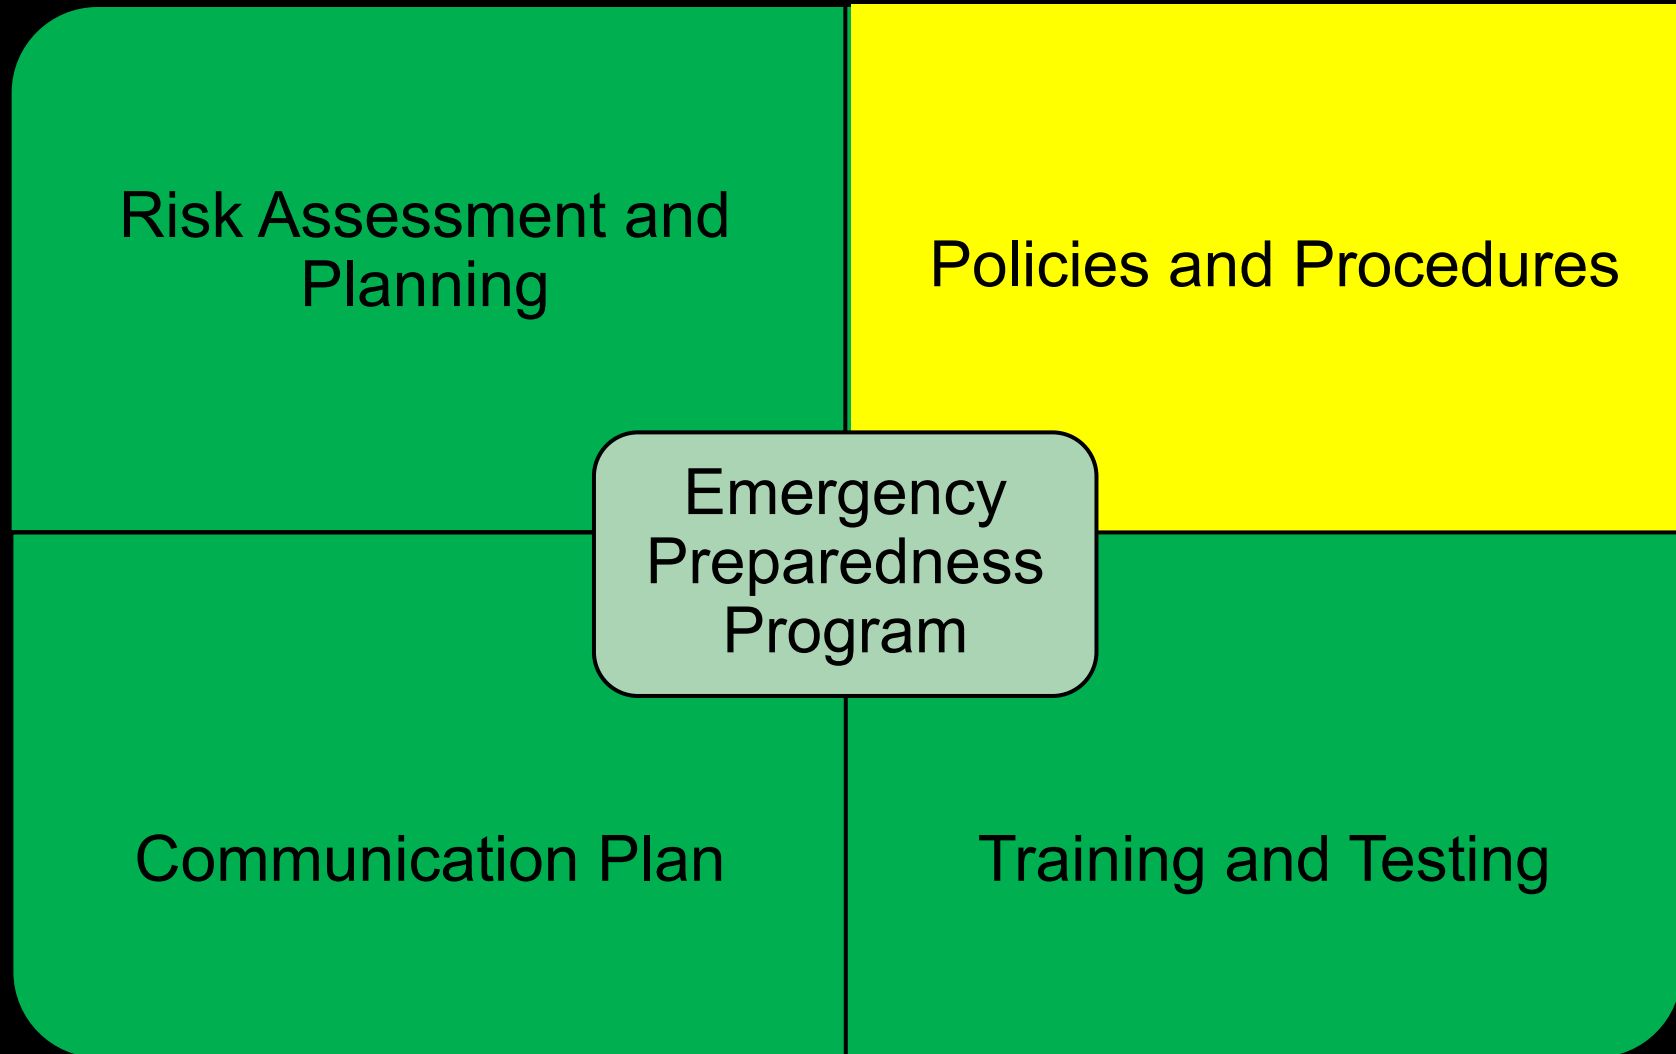 Risk Assessment and
Planning
Policies and Procedures
Emergency
Preparedness
Program
Communication Plan
Training and Testing